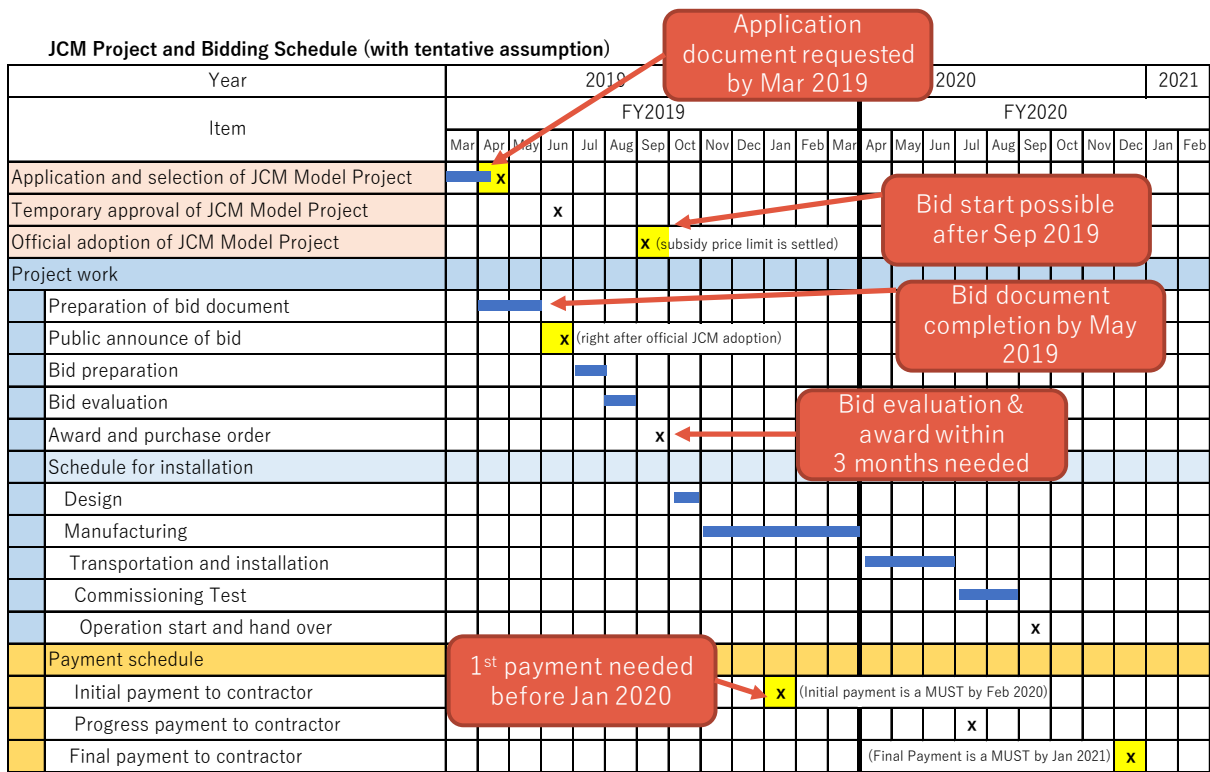 JCM Project and Bidding Schedule (with tentative assumption)
Application
document requested
by Mar 2019
Year
2019
2020
2021
Item
FY2019
FY2020
Mar Apr May Jun Jul Aug Sep Oct Nov Dec Jan Feb Mar Apr May Jun Jul Aug Sep Oct Nov Dec Jan Feb
Application and selection of JCM Model Project x
Temporary approval of JCM Model Project x
Official adoption of JCM Model Project x (subsidy price limit is settled)
Bid start possible
after Sep 2019
Project work
Preparation of bid document
Bid document
completion by May
2019
Public announce of bid x (right after official JCM adoption)
Bid preparation
Bid evaluation
Award and purchase order x
Bid evaluation &
award within
3 months needed
Schedule for installation
Design
Manufacturing
Transportation and installation
Commissioning Test
Operation start and hand over x
Payment schedule
1st payment needed
before Jan 2020
Initial payment to contractor x (Initial payment is a MUST by Feb 2020)
Progress payment to contractor x
Final payment to contractor (Final Payment is a MUST by Jan 2021) x